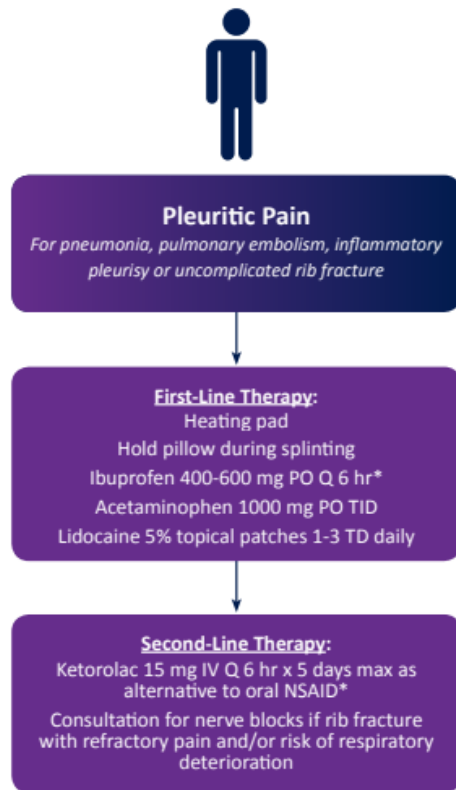 Pleuritic Pain
For pneumonia, pulmonary embolism, inflammatory
pleurisy or uncomplicated rib fracture
First-Line Therapy:
Heating pad
Hold pillow during splinting
Ibuprofen 400-600 mg PO Q 6 hr*
Acetaminophen 1000 mg PO TID
Lidocaine 5% topical patches 1-3 TD daily
Second-Line Therapy:
Ketorolac 15 mg IV Q 6 hr x 5 days max as
alternative to oral NSAID*
Consultation for nerve blocks if rib fracture
with refractory pain and/or risk of respiratory
deterioration